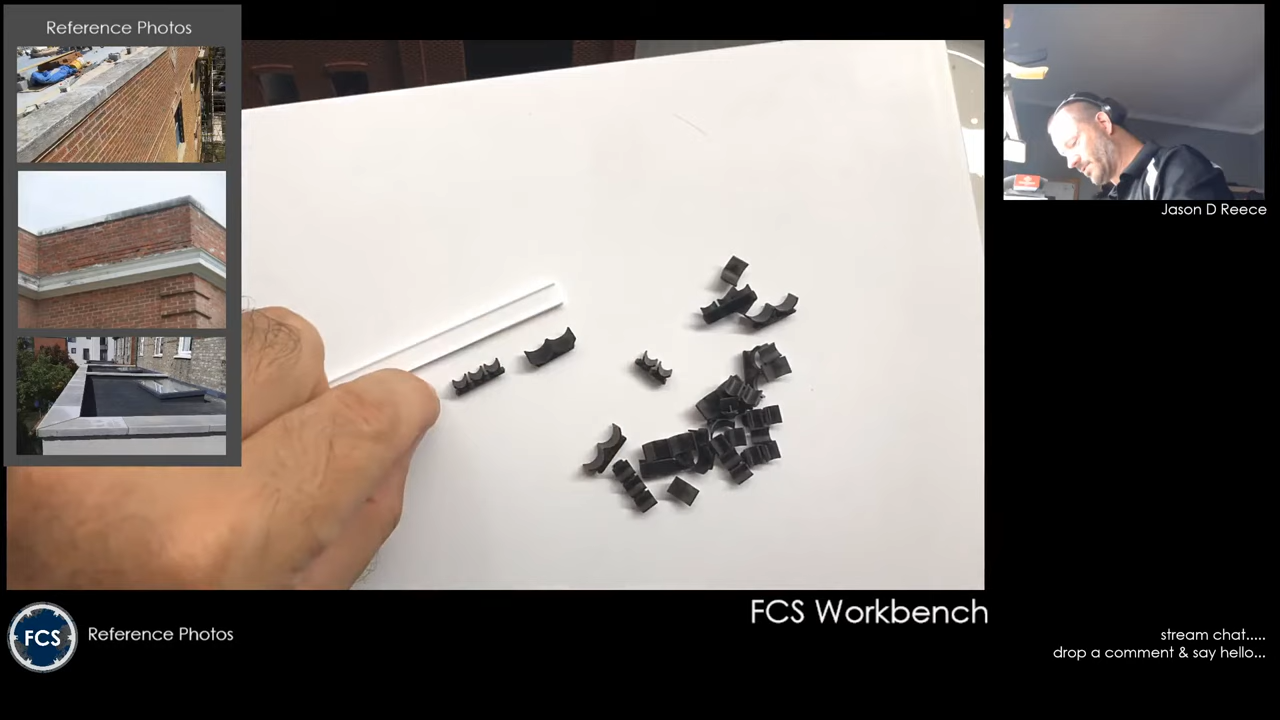 Reference Photos
Jason D Reece
FCS Workbench
FCS
Reference Photos
stream chat.....
drop a comment & say hello...